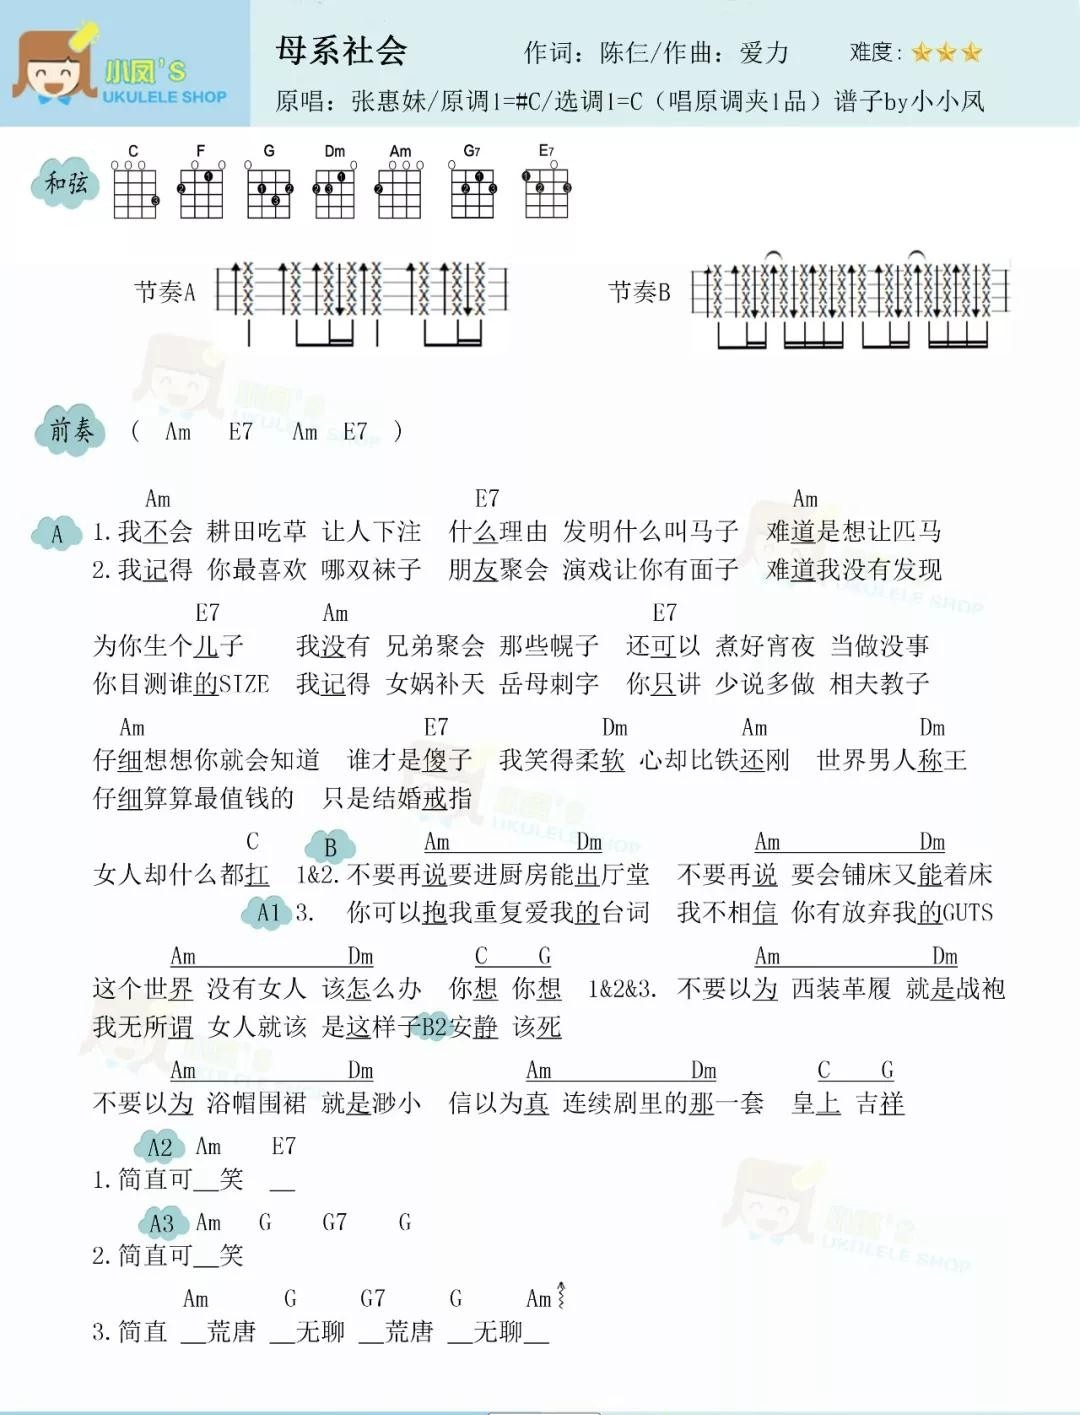 小凤's
UKULELE SHOP
母系社会 作词：陈仨/作曲：爱力 难度：
原唱：张惠妹/原调1=#C/选调1=C（唱原调夹1品）谱子by小小凤
和弦 C F G Dm Am G7 E7
节奏A 节奏B
前奏 （ Am E7 Am E7 ）
Am E7 Am
A 1.我不会 耕田吃草 让人下注 什么理由 发明什么叫马子 难道是想让匹马
2.我记得 你最喜欢 哪双袜子 朋友聚会 演戏让你有面子 难道我没有发现
E7 Am E7
为你生个儿子 我没有 兄弟聚会 那些幌子 还可以 煮好宵夜 当做没事
你目测谁的SIZE 我记得 女娲补天 岳母刺字 你只讲 少说多做 相夫教子
Am E7 Dm Am Dm
仔细想想你就会知道 谁才是傻子 我笑得柔软 心却比铁还刚 世界男人称王
仔细算算最值钱的 只是结婚戒指
C B Am Dm Am Dm
女人却什么都扛 1&2.不要再说要进厨房能出厅堂 不要再说 要会铺床又能着床
A1 3. 你可以抱我重复爱我的台词 我不相信 你有放弃我的GUTS
Am Dm C G Am Dm
这个世界 没有女人 该怎么办 你想 你想 1&2&3. 不要以为 西装革履 就是战袍
我无所谓 女人就该 是这样子B2安静 该死
Am Dm Am Dm C G
不要以为 浴帽围裙 就是渺小 信以为真 连续剧里的那一套 皇上 吉祥
A2 Am E7
1.简直可__笑 __
A3 Am G G7 G
2.简直可__笑
Am G G7 G Am
3.简直 __荒唐 __无聊 __荒唐 __无聊__